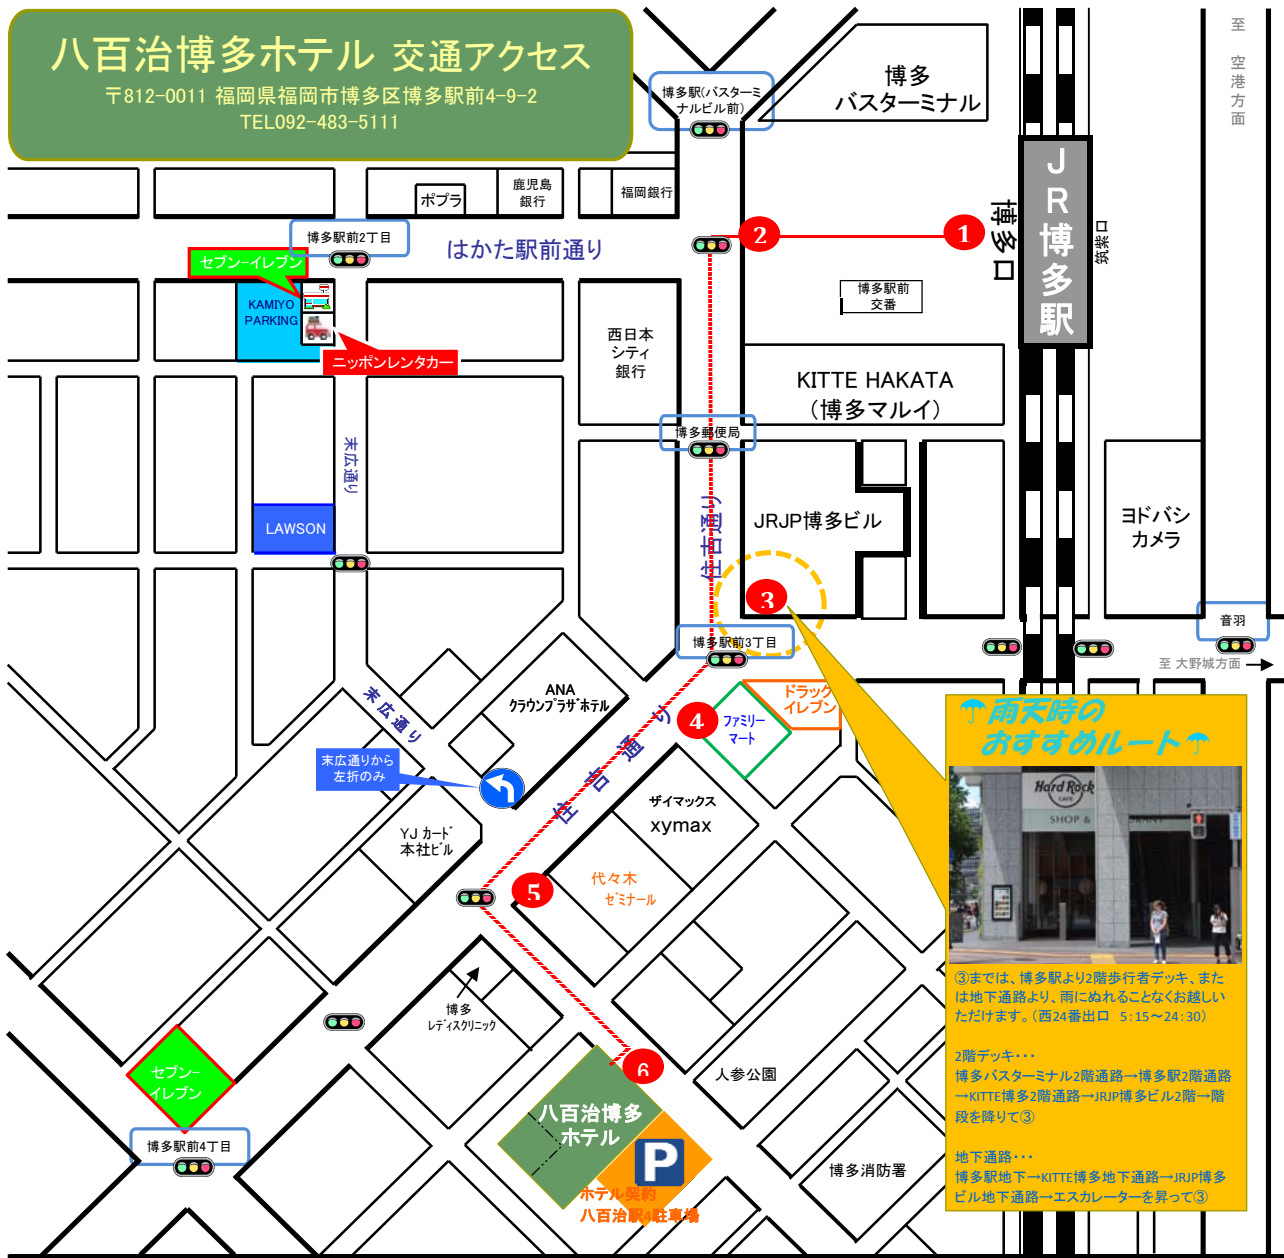 八百治博多ホテル 交通アクセス
〒812-0011 福岡県福岡市博多区博多駅前4-9-2
TEL092-483-5111
博多駅(バスターミ
ナルビル前)
博多
バスターミナル
至 空港方面
JR博多駅
博多口
筑紫口
ポプラ
鹿児島
銀行
福岡銀行
博多駅前2丁目
はかた駅前通り
2
1
セブン-イレブン
KAMIYO
PARKING
ニッポンレンタカー
博多駅前
交番
西日本
シティ
銀行
KITTE HAKATA
(博多マルイ)
博多郵便局
末広通り
LAWSON
住吉通り
JRJP博多ビル
ヨドバシ
カメラ
3
博多駅前3丁目
音羽
至 大野城方面
ANA
クラウンプラザホテル
末広通り
住吉通り
4
ファミリー
マート
ドラッグ
イレブン
末広通りから
左折のみ
YJ カード
本社ビル
ザイマックス
xymax
代々木
ゼミナール
5
博多
レディスクリニック
セブン-
イレブン
博多駅前4丁目
6
人参公園
八百治博多
ホテル
P
ホテル契約
八百治駅4駐車場
博多消防署
雨天時の
おすすめルート
Hard Rock
CAFE
SHOP &
③までは、博多駅より2階歩行者デッキ、また
は地下通路より、雨にぬれることなくお越しい
ただけます。(西24番出口 5:15～24:30)
2階デッキ・・・
博多バスターミナル2階通路→博多駅2階通路
→KITTE博多2階通路→JRJP博多ビル2階→階
段を降りて③
地下通路・・・
博多駅地下→KITTE博多地下通路→JRJP博多
ビル地下通路→エスカレーターを昇って③